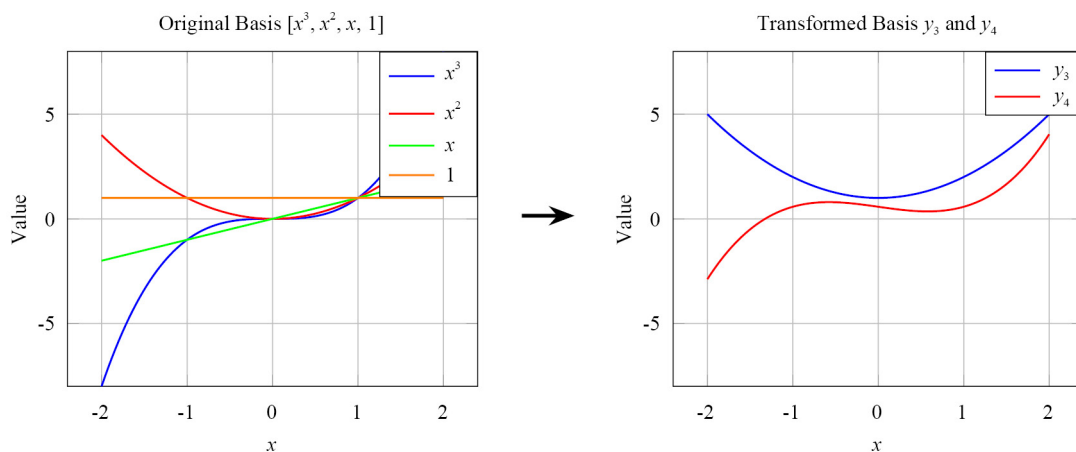 Original Basis [x³, x², x, 1]
x³
x²
x
1
5
0
-5
Value
-2
-1
0
1
2
x
Transformed Basis y₃ and y₄
y₃
y₄
5
0
-5
Value
-2
-1
0
1
2
x